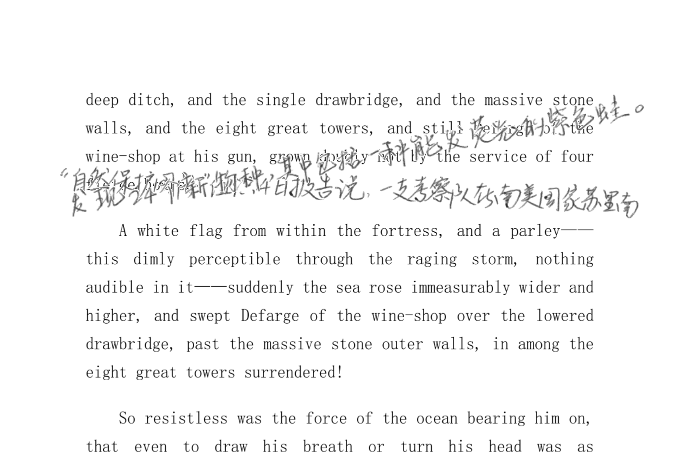 deep ditch, and the single drawbridge, and the massive stone
walls, and the eight great towers, and still Defarge of the
wine-shop at his gun, grown doubly hot by the service of four
“自然保护国际”日报告说，一支考察队在南美国家苏里南
发现新物种，其中包括一种能发荧光的紫色蛙。
A white flag from within the fortress, and a parley——
this dimly perceptible through the raging storm, nothing
audible in it——suddenly the sea rose immeasurably wider and
higher, and swept Defarge of the wine-shop over the lowered
drawbridge, past the massive stone outer walls, in among the
eight great towers surrendered!
So resistless was the force of the ocean bearing him on,
that even to draw his breath or turn his head was as